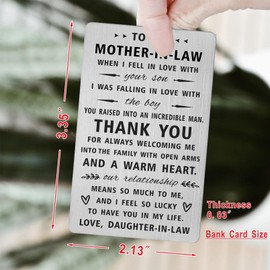 TO
MOTHER-IN-LAW
WHEN I FELL IN LOVE WITH
your son
I WAS FALLING IN LOVE WITH
the boy
YOU RAISED INTO AN INCREDIBLE MAN.
THANK YOU
FOR ALWAYS WELCOMING ME
INTO THE FAMILY WITH OPEN ARMS
AND A WARM HEART.
our relationship
MEANS SO MUCH TO ME,
AND I FEEL SO LUCKY
TO HAVE YOU IN MY LIFE.
LOVE, DAUGHTER-IN-LAW
3.35"
2.13"
Thickness
0.03"
Bank Card Size